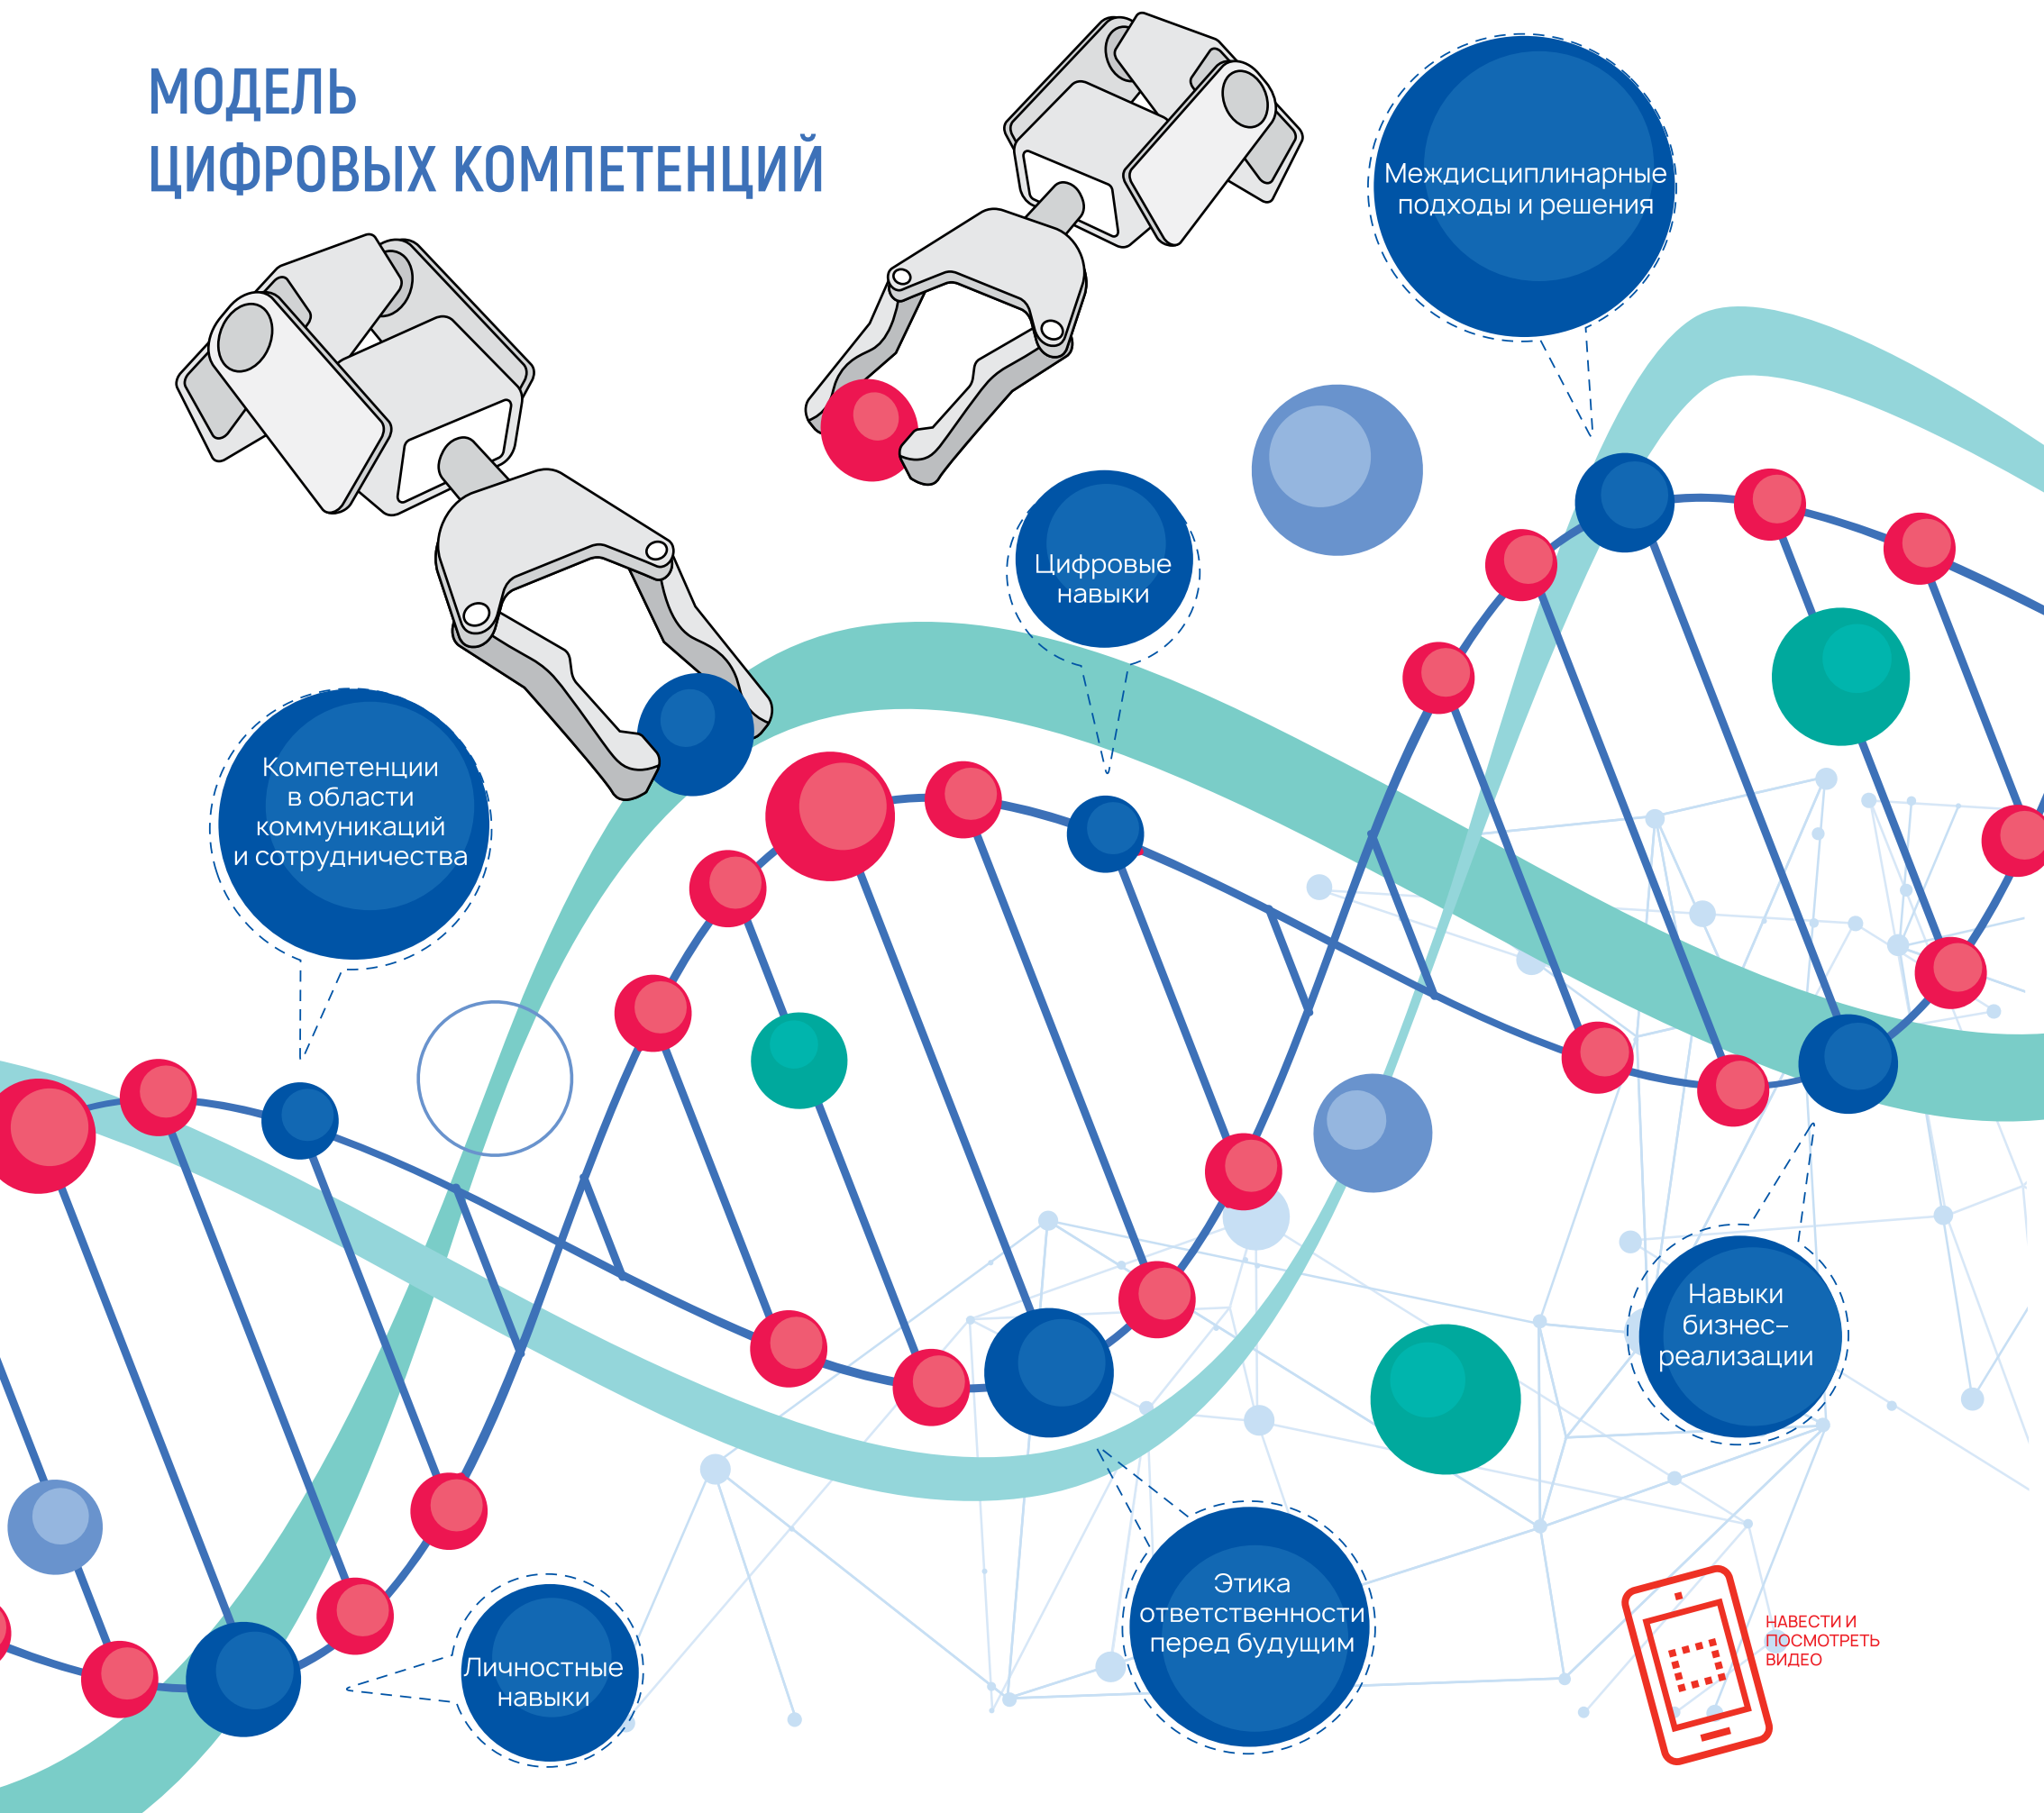 МОДЕЛЬ
ЦИФРОВЫХ КОМПЕТЕНЦИЙ
Междисциплинарные
подходы и решения
Цифровые
навыки
Компетенции
в области
коммуникаций
и сотрудничества
Навыки
бизнес–
реализации
Этика
ответственности
перед будущим
Личностные
навыки
НАВЕСТИ И
ПОСМОТРЕТЬ
ВИДЕО